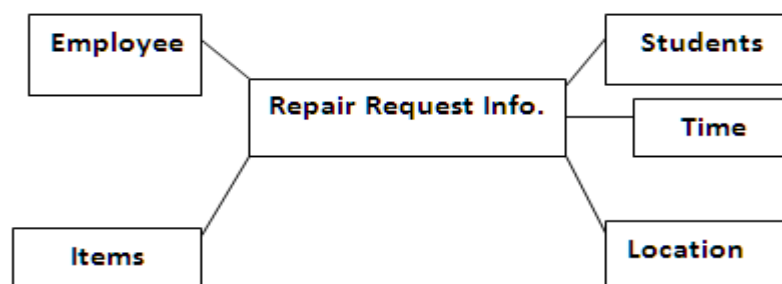 Employee
Students
Repair Request Info.
Time
Items
Location